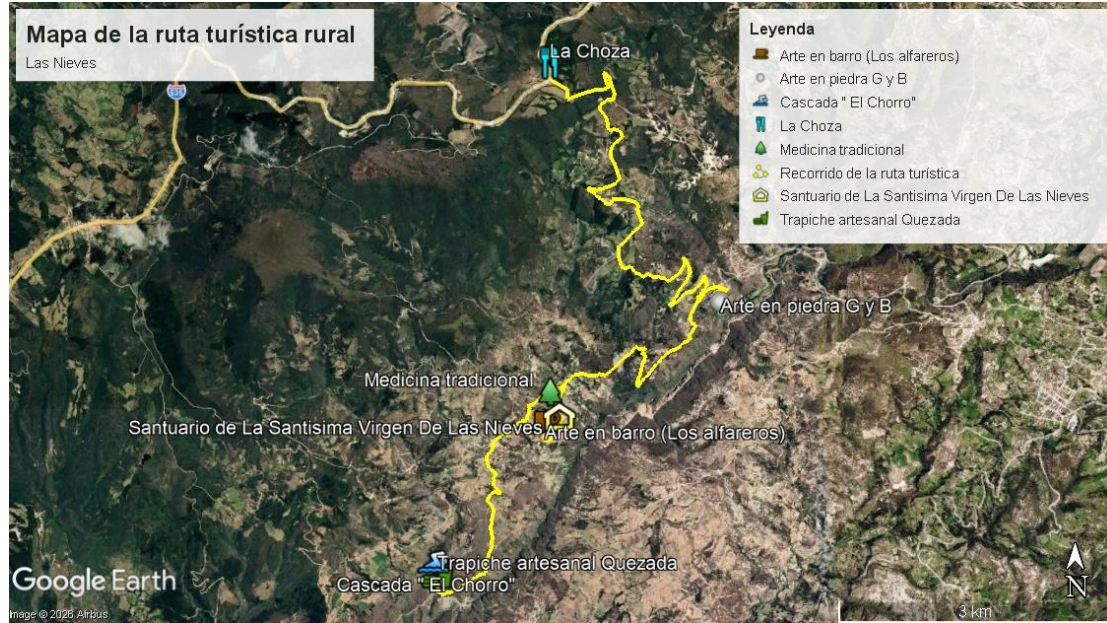 Mapa de la ruta turística rural
Las Nieves
Leyenda
Arte en barro (Los alfareros)
Arte en piedra G y B
Cascada " El Chorro"
La Choza
Medicina tradicional
Recorrido de la ruta turística
Santuario de La Santisima Virgen De Las Nieves
Trapiche artesanal Quezada
La Choza
Arte en piedra G y B
Medicina tradicional
Santuario de La Santisima Virgen De Las Nieves
Arte en barro (Los alfareros)
Trapiche artesanal Quezada
Cascada " El Chorro"
Google Earth
Image © 2026 Airbus
3 km
N